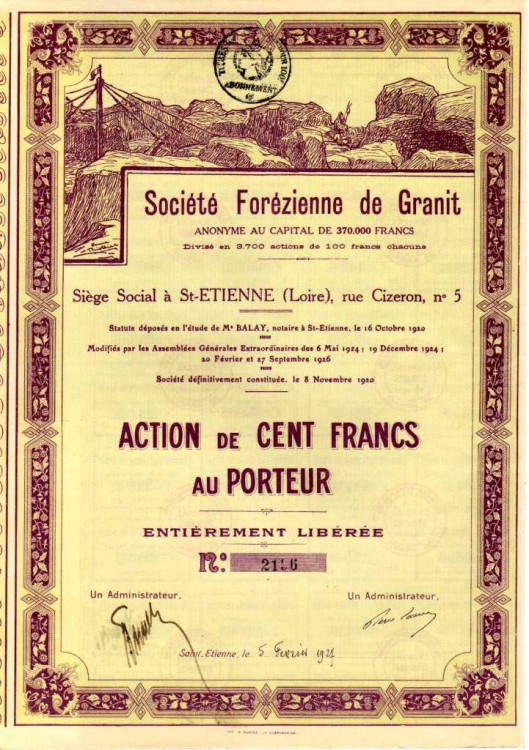 ABONNEMENT
Société Forézienne de Granit
ANONYME AU CAPITAL DE 370.000 FRANCS
Divisé en 3.700 actions de 100 francs chacune
Siège Social à St-ETIENNE (Loire), rue Cizeron, nº 5
Statuts déposés en l'étude de Mᵉ BALAY, notaire à St-Etienne, le 16 Octobre 1920
Modifiés par les Assemblées Générales Extraordinaires des 6 Mai 1924 ; 19 Décembre 1924 ;
20 Février et 27 Septembre 1926
Société définitivement constituée, le 8 Novembre 1920
ACTION DE CENT FRANCS
AU PORTEUR
ENTIÈREMENT LIBÉRÉE
Nº:
Un Administrateur. Un Administrateur.
Saint-Etienne, le 5 Février 1927